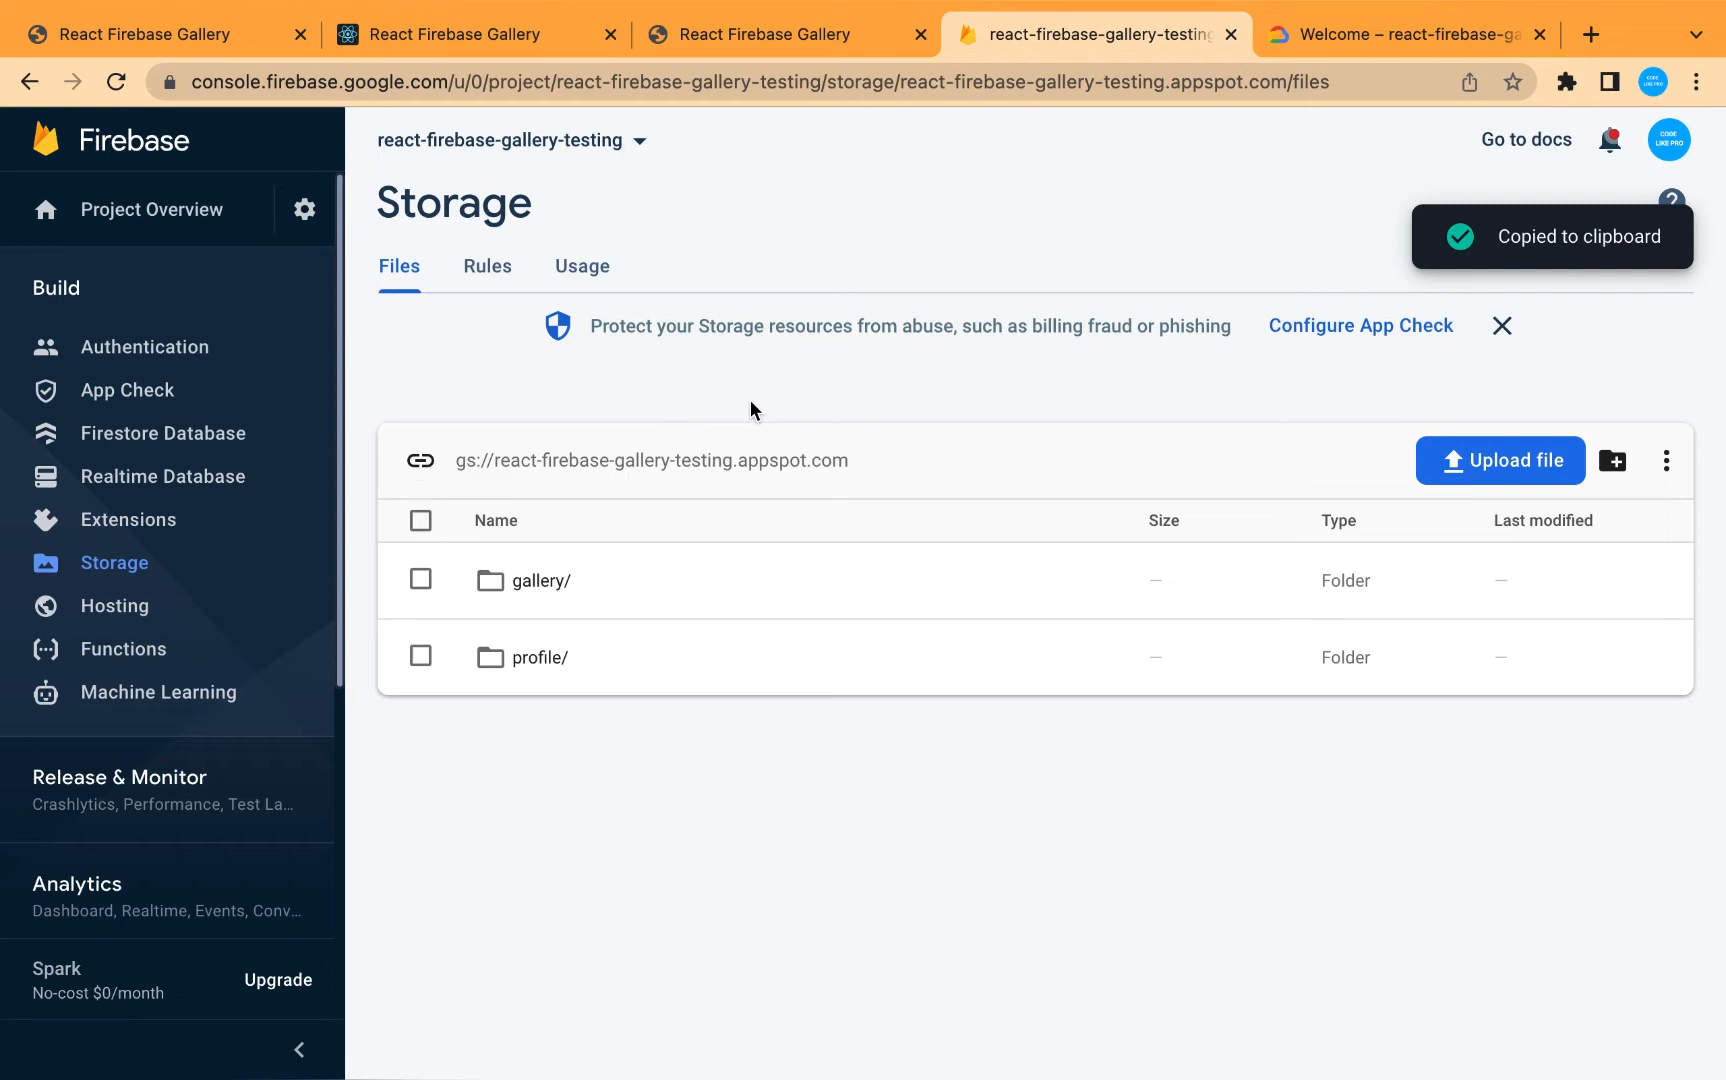 React Firebase Gallery
React Firebase Gallery
React Firebase Gallery
react-firebase-gallery-testing
Welcome – react-firebase-ga
console.firebase.google.com/u/0/project/react-firebase-gallery-testing/storage/react-firebase-gallery-testing.appspot.com/files
Firebase
Project Overview
Build
Authentication
App Check
Firestore Database
Realtime Database
Extensions
Storage
Hosting
Functions
Machine Learning
Release & Monitor
Crashlytics, Performance, Test La...
Analytics
Dashboard, Realtime, Events, Conv...
Spark
No-cost $0/month
Upgrade
react-firebase-gallery-testing
Go to docs
CODE
LIKE PRO
Storage
Copied to clipboard
Files Rules Usage
Protect your Storage resources from abuse, such as billing fraud or phishing Configure App Check
gs://react-firebase-gallery-testing.appspot.com
Upload file
Name Size Type Last modified
gallery/ — Folder —
profile/ — Folder —